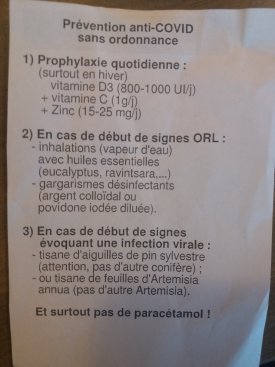 Prévention anti-COVID
sans ordonnance
1) Prophylaxie quotidienne :
(surtout en hiver)
vitamine D3 (800-1000 UI/j)
+ vitamine C (1g/j)
+ Zinc (15-25 mg/j)
2) En cas de début de signes ORL :
- inhalations (vapeur d'eau)
avec huiles essentielles
(eucalyptus, ravintsara,...)
- gargarismes désinfectants
(argent colloïdal ou
povidone iodée diluée).
3) En cas de début de signes
évoquant une infection virale :
- tisane d'aiguilles de pin sylvestre
(attention, pas d'autre conifère) ;
- ou tisane de feuilles d'Artemisia
annua (pas d'autre Artemisia).
Et surtout pas de paracétamol !